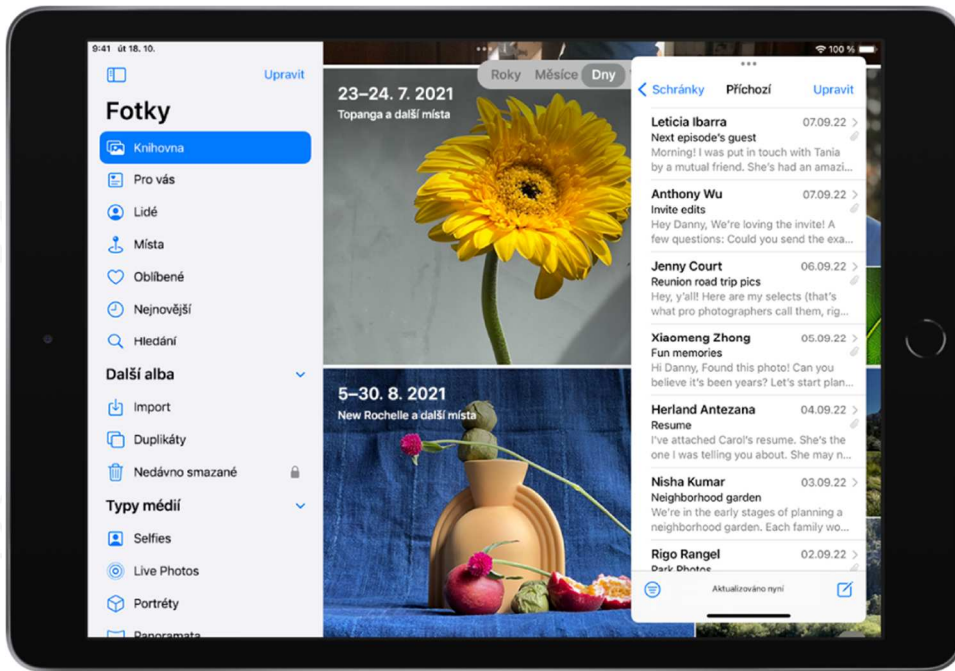 9:41 út 18. 10.
100 %
Upravit
Fotky
Knihovna
Pro vás
Lidé
Místa
Oblíbené
Nejnovější
Hledání
Další alba
Import
Duplikáty
Nedávno smazané
Typy médií
Selfies
Live Photos
Portréty
Panoramata
Roky Měsíce Dny
23–24. 7. 2021
Topanga a další místa
5–30. 8. 2021
New Rochelle a další místa
Schránky Příchozí Upravit
Leticia Ibarra 07.09.22
Next episode's guest
Morning! I was put in touch with Tania
by a mutual friend. She's had an amazi...
Anthony Wu 07.09.22
Invite edits
Hey Danny, We're loving the invite! A
few questions: Could you send the exa...
Jenny Court 06.09.22
Reunion road trip pics
Hey, y'all! Here are my selects (that's
what pro photographers call them, rig...
Xiaomeng Zhong 05.09.22
Fun memories
Hi Danny, Found this photo! Can you
believe it's been years? Let's start plan...
Herland Antezana 04.09.22
Resume
I've attached Carol's resume. She's the
one I was telling you about. She may n...
Nisha Kumar 03.09.22
Neighborhood garden
We're in the early stages of planning a
neighborhood garden. Each family wo...
Rigo Rangel 02.09.22
Park Photos
Aktualizováno nyní